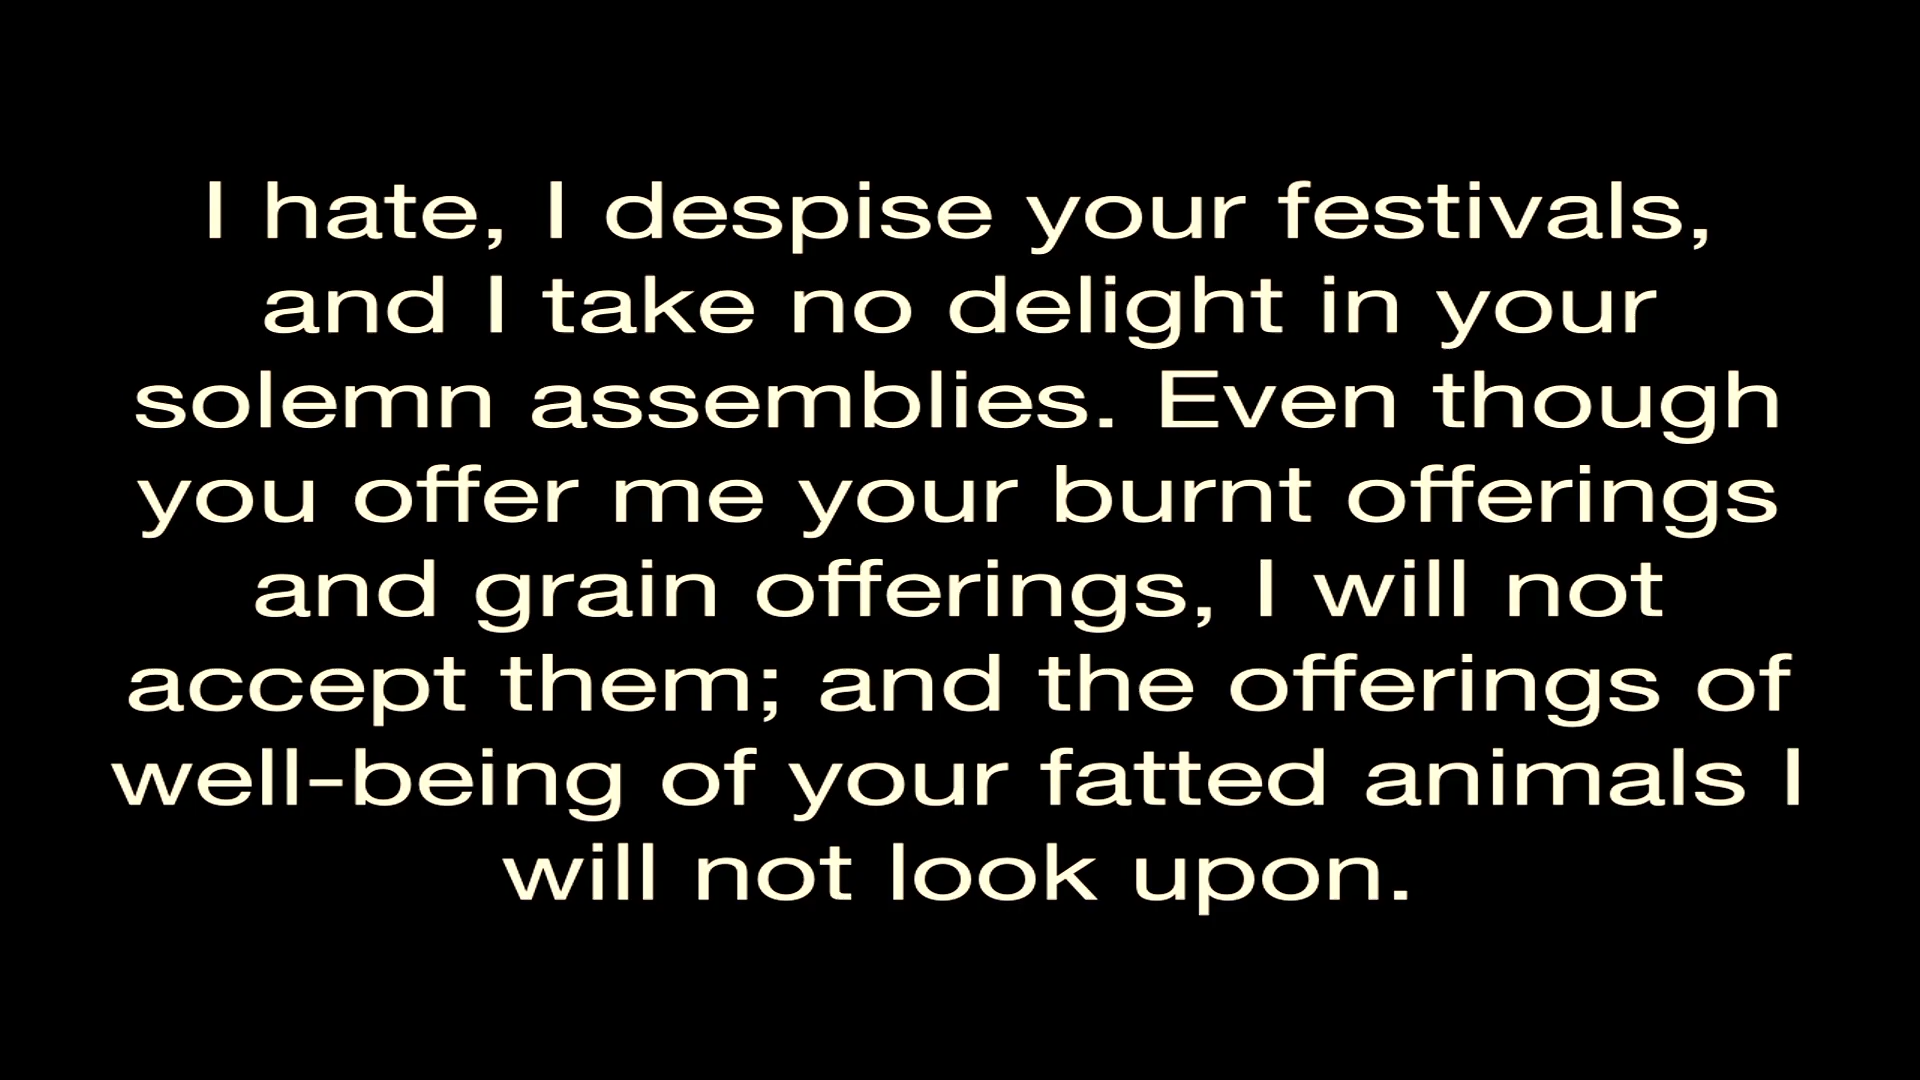 I hate, I despise your festivals,
and I take no delight in your
solemn assemblies. Even though
you offer me your burnt offerings
and grain offerings, I will not
accept them; and the offerings of
well-being of your fatted animals I
will not look upon.